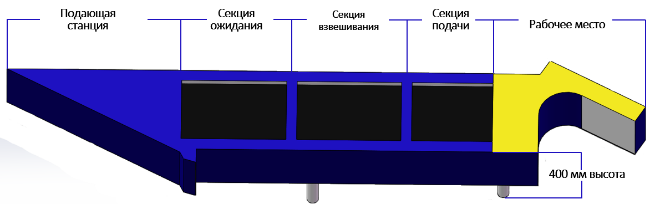 Подающая
станция
Секция
ожидания
Секция
взвешивания
Секция
подачи
Рабочее место
400 мм высота